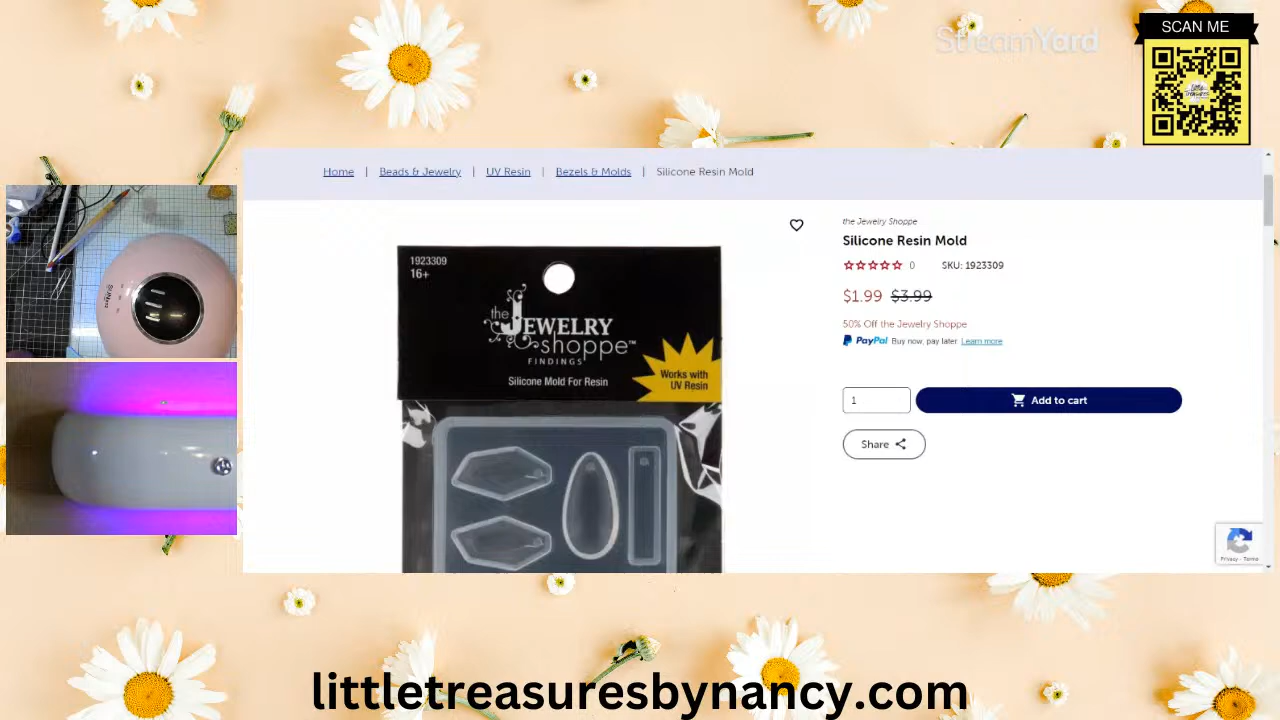 StreamYard
SCAN ME
Home | Beads & Jewelry | UV Resin | Bezels & Molds | Silicone Resin Mold
1923309
16+
the JEWELRY
shoppe™
FINDINGS
Silicone Mold For Resin
Works with
UV Resin
the Jewelry Shoppe
Silicone Resin Mold
0 SKU: 1923309
$1.99 $3.99
50% Off the Jewelry Shoppe
PayPal Buy now, pay later. Learn more
1
Add to cart
Share
Privacy - Terms
littletreasuresbynancy.com